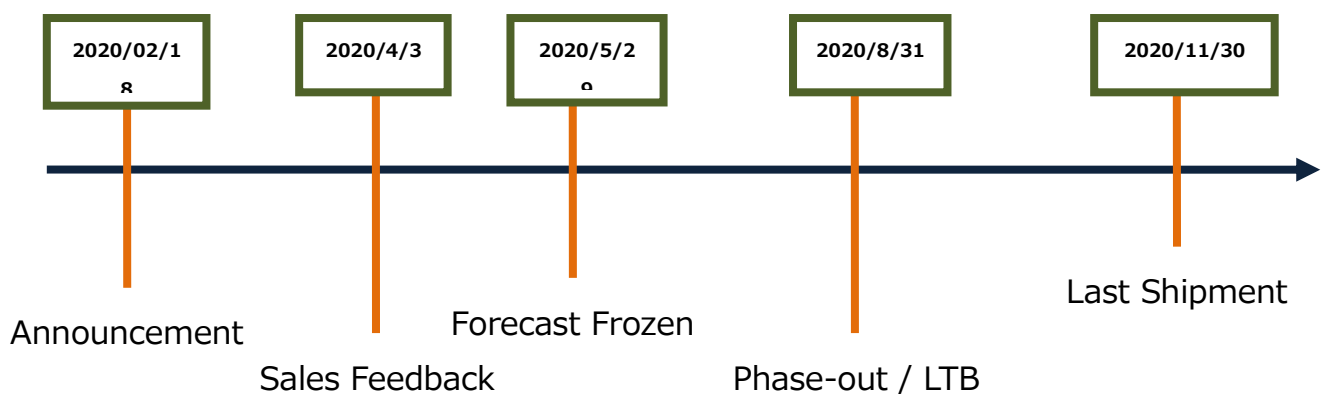 2020/02/1
8
2020/4/3
2020/5/2
9
2020/8/31
2020/11/30
Announcement
Sales Feedback
Forecast Frozen
Phase-out / LTB
Last Shipment